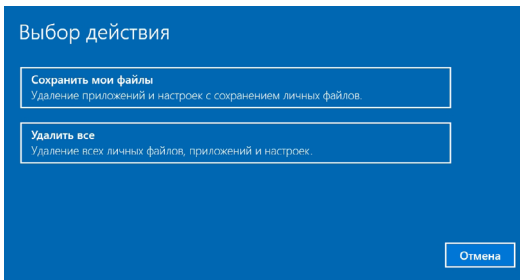 Выбор действия
Сохранить мои файлы
Удаление приложений и настроек с сохранением личных файлов.
Удалить все
Удаление всех личных файлов, приложений и настроек.
Отмена